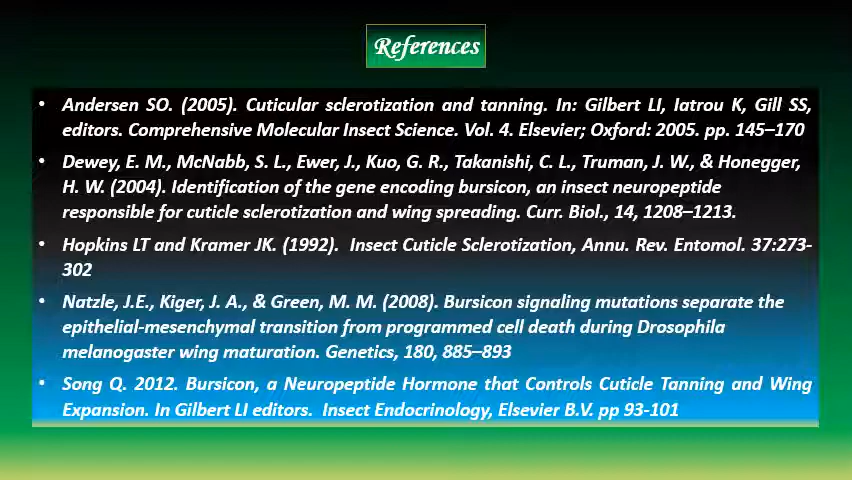 References
• Andersen SO. (2005). Cuticular sclerotization and tanning. In: Gilbert LI, Iatrou K, Gill SS,
editors. Comprehensive Molecular Insect Science. Vol. 4. Elsevier; Oxford: 2005. pp. 145–170
• Dewey, E. M., McNabb, S. L., Ewer, J., Kuo, G. R., Takanishi, C. L., Truman, J. W., & Honegger,
H. W. (2004). Identification of the gene encoding bursicon, an insect neuropeptide
responsible for cuticle sclerotization and wing spreading. Curr. Biol., 14, 1208–1213.
• Hopkins LT and Kramer JK. (1992).  Insect Cuticle Sclerotization, Annu. Rev. Entomol. 37:273-
302
• Natzle, J.E., Kiger, J. A., & Green, M. M. (2008). Bursicon signaling mutations separate the
epithelial-mesenchymal transition from programmed cell death during Drosophila
melanogaster wing maturation. Genetics, 180, 885–893
• Song Q. 2012. Bursicon, a Neuropeptide Hormone that Controls Cuticle Tanning and Wing
Expansion. In Gilbert LI editors.  Insect Endocrinology, Elsevier B.V. pp 93-101